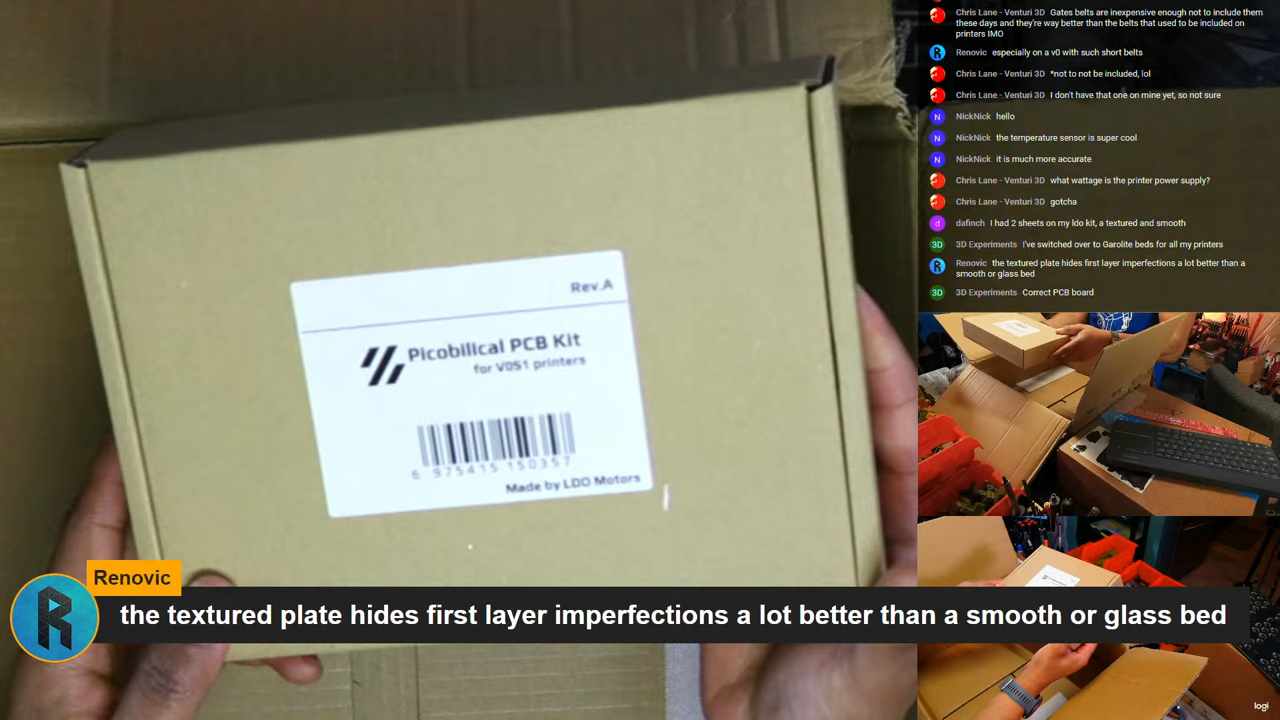 Rev.A
Picobilical PCB Kit
for V0S1 printers
6 975415 150357
Made by LDO Motors
Renovic
the textured plate hides first layer imperfections a lot better than a smooth or glass bed
Chris Lane - Venturi 3D Gates belts are inexpensive enough not to include them
these days and they're way better than the belts that used to be included on
printers IMO
Renovic especially on a v0 with such short belts
Chris Lane - Venturi 3D *not to not be included, lol
Chris Lane - Venturi 3D I don't have that one on mine yet, so not sure
N NickNick hello
N NickNick the temperature sensor is super cool
N NickNick it is much more accurate
Chris Lane - Venturi 3D what wattage is the printer power supply?
Chris Lane - Venturi 3D gotcha
d dafinch I had 2 sheets on my ldo kit, a textured and smooth
3D 3D Experiments I've switched over to Garolite beds for all my printers
Renovic the textured plate hides first layer imperfections a lot better than a
smooth or glass bed
3D 3D Experiments Correct PCB board
logi